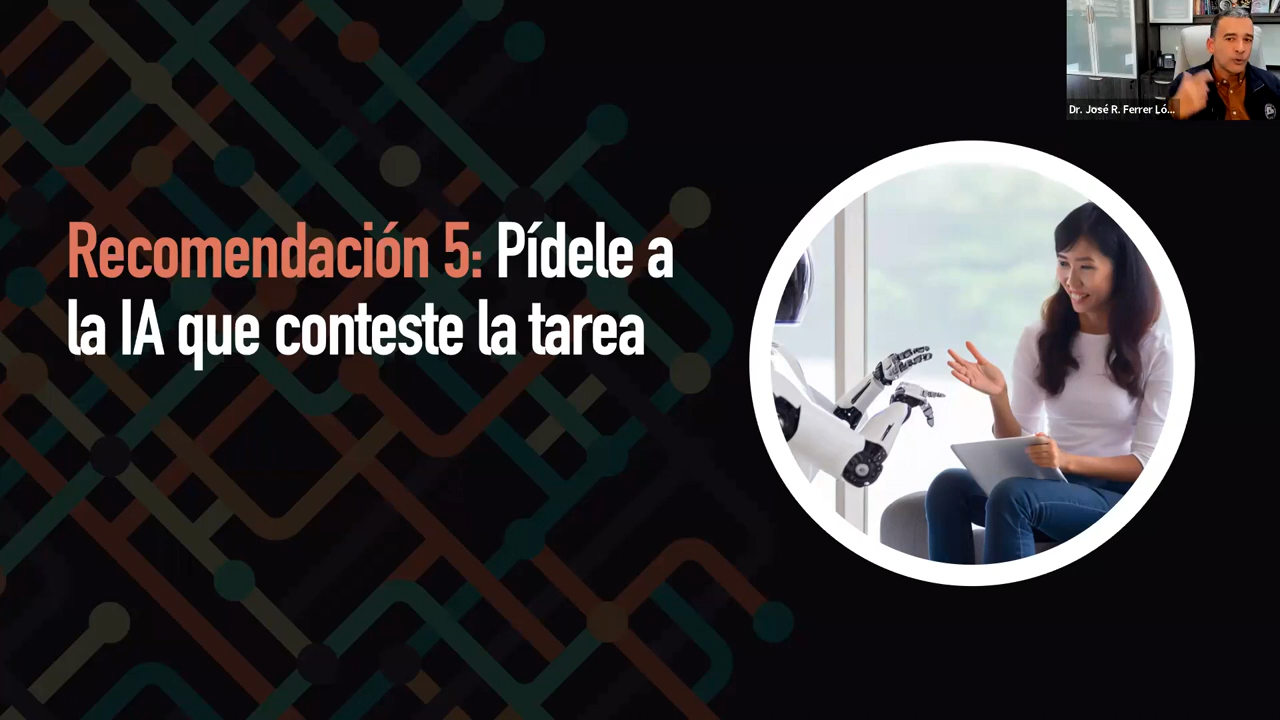 Dr. José R. Ferrer Ló...
Recomendación 5: Pídele a
la IA que conteste la tarea